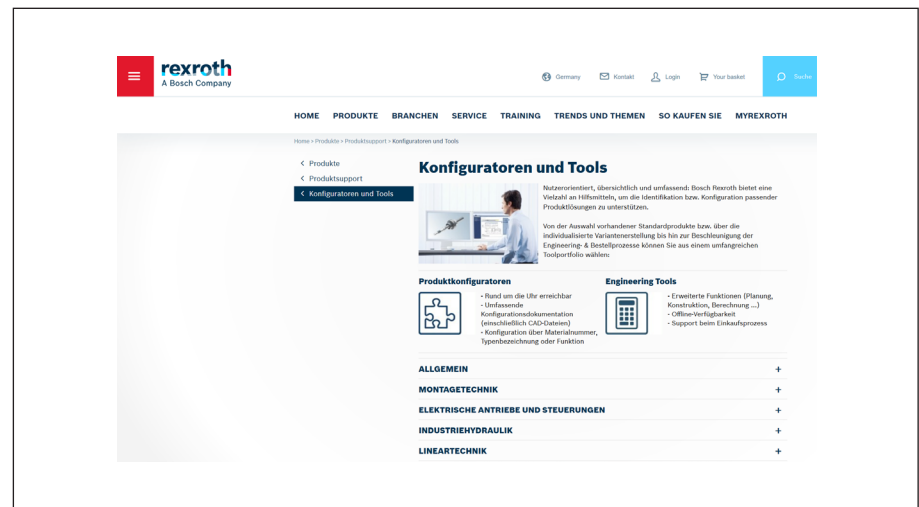 rexroth
A Bosch Company
Germany Kontakt Login Your basket Suche
HOME PRODUKTE BRANCHEN SERVICE TRAINING TRENDS UND THEMEN SO KAUFEN SIE MYREXROTH
Home > Produkte > Produktsupport > Konfiguratoren und Tools
< Produkte
< Produktsupport
< Konfiguratoren und Tools
Konfiguratoren und Tools
Nutzerorientiert, übersichtlich und umfassend: Bosch Rexroth bietet eine
Vielzahl an Hilfsmitteln, um die Identifikation bzw. Konfiguration passender
Produktlösungen zu unterstützen.
Von der Auswahl vorhandener Standardprodukte bzw. über die
individualisierte Variantenerstellung bis hin zur Beschleunigung der
Engineering- & Bestellprozesse können Sie aus einem umfangreichen
Toolportfolio wählen:
Produktkonfiguratoren
- Rund um die Uhr erreichbar
- Umfassende
Konfigurationsdokumentation
(einschließlich CAD-Dateien)
- Konfiguration über Materialnummer,
Typenbezeichnung oder Funktion
Engineering Tools
- Erweiterte Funktionen (Planung,
Konstruktion, Berechnung ...)
- Offline-Verfügbarkeit
- Support beim Einkaufsprozess
ALLGEMEIN +
MONTAGETECHNIK +
ELEKTRISCHE ANTRIEBE UND STEUERUNGEN +
INDUSTRIEHYDRAULIK +
LINEARTECHNIK +